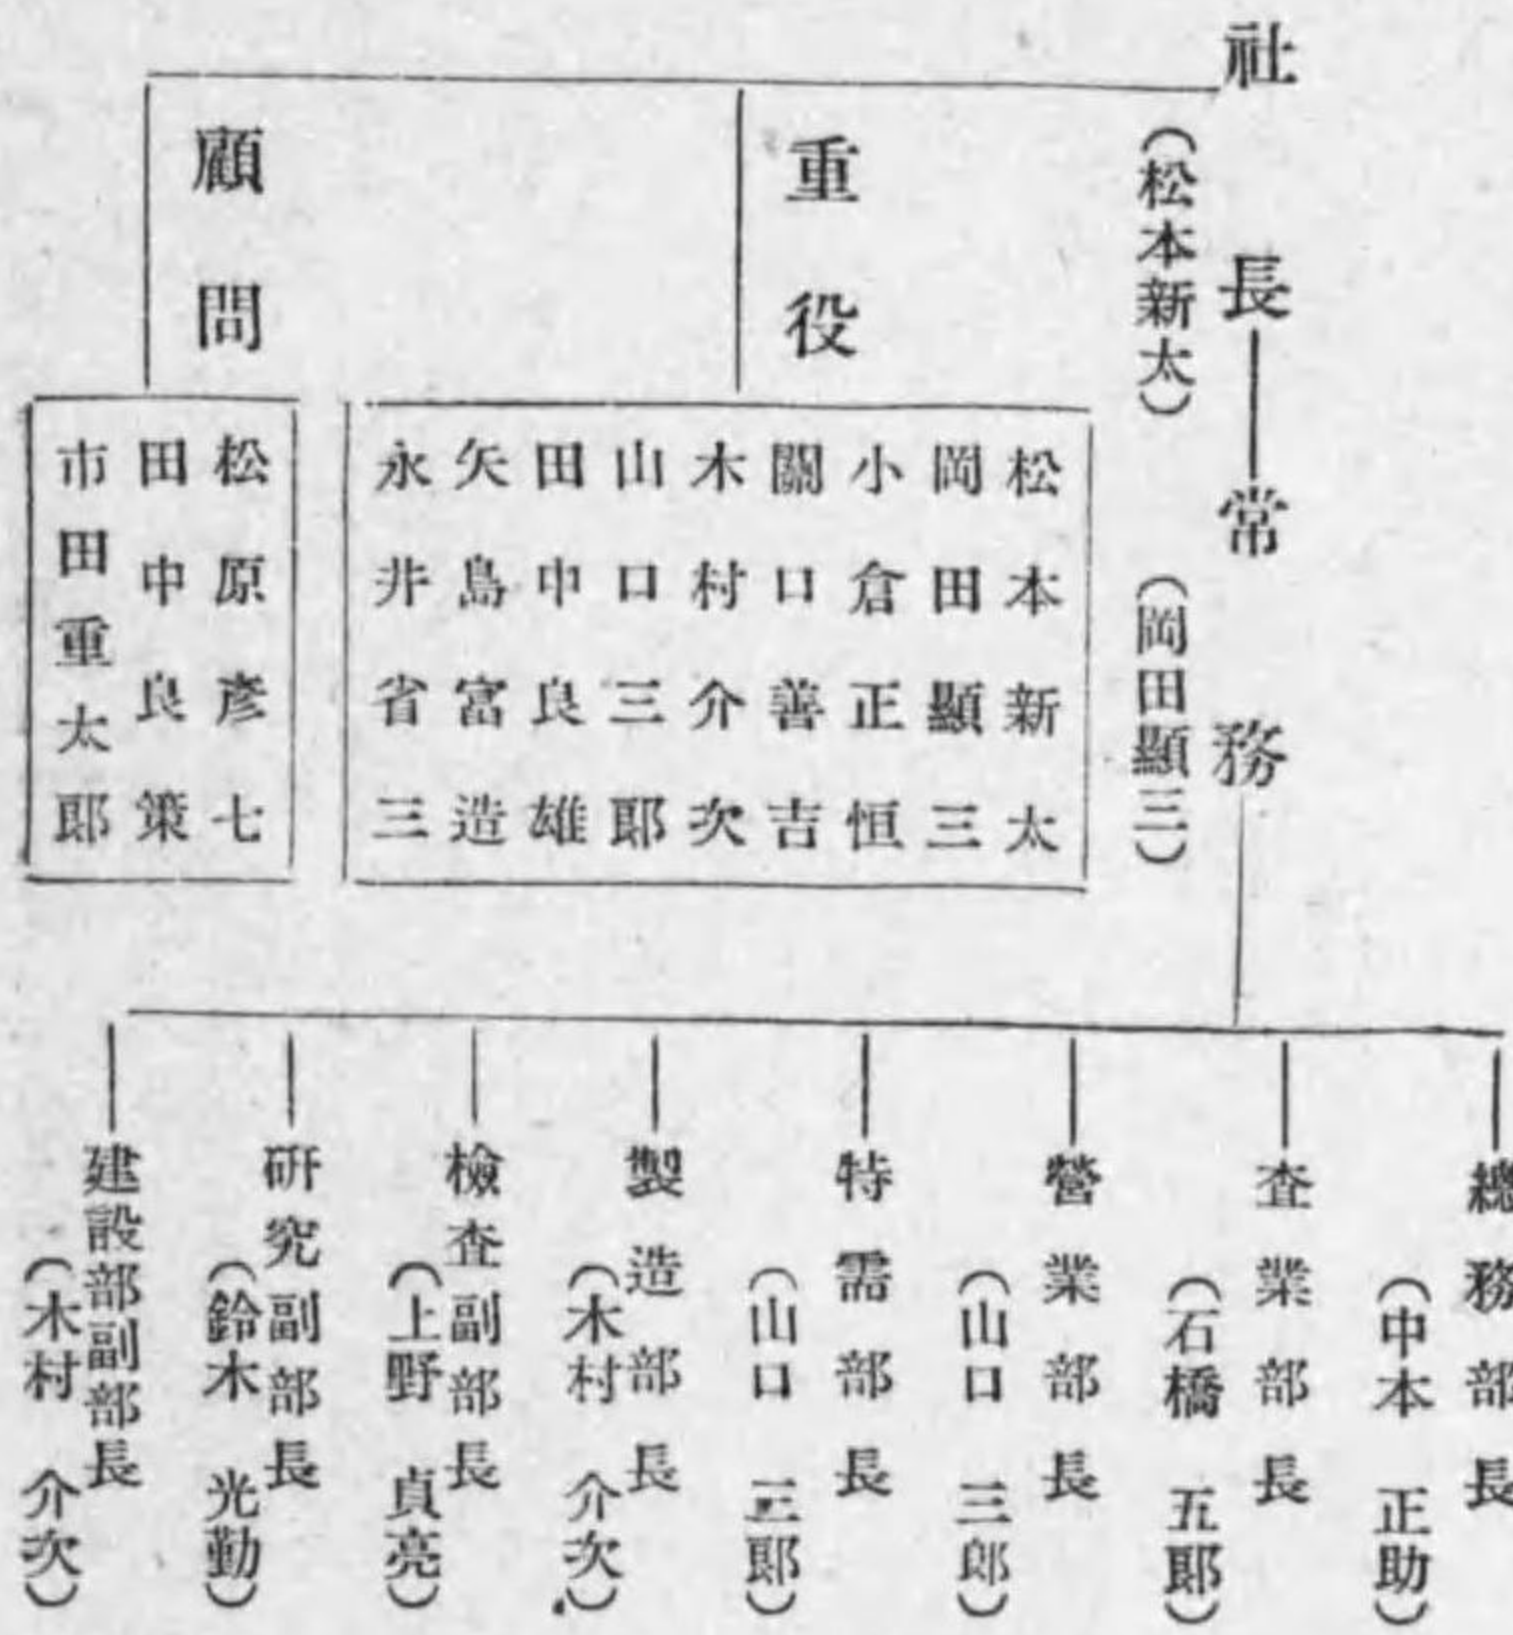 社長
(松本新太)
常務
(岡田顯三)
重役
松本新太
岡田顯三
小倉正恒
關口善吉
木村介次
山口三郎
田中良雄
矢島富造
永井省三
顧問
松原彦七
田中良策
市田重太郎
總務部長
(中本正助)
査業部長
(石橋五郎)
營業部長
(山口三郎)
特需部長
(山口三郎)
製造部長
(木村介次)
檢査副部長
(上野貞亮)
研究副部長
(鈴木光勤)
建設部副部長
(木村介次)